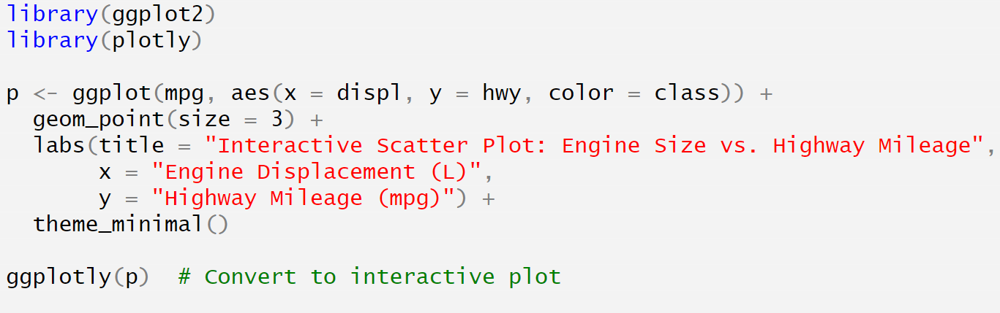 library(ggplot2)
library(plotly)

p <- ggplot(mpg, aes(x = displ, y = hwy, color = class)) +
  geom_point(size = 3) +
  labs(title = "Interactive Scatter Plot: Engine Size vs. Highway Mileage",
       x = "Engine Displacement (L)",
       y = "Highway Mileage (mpg)") +
  theme_minimal()

ggplotly(p)  # Convert to interactive plot